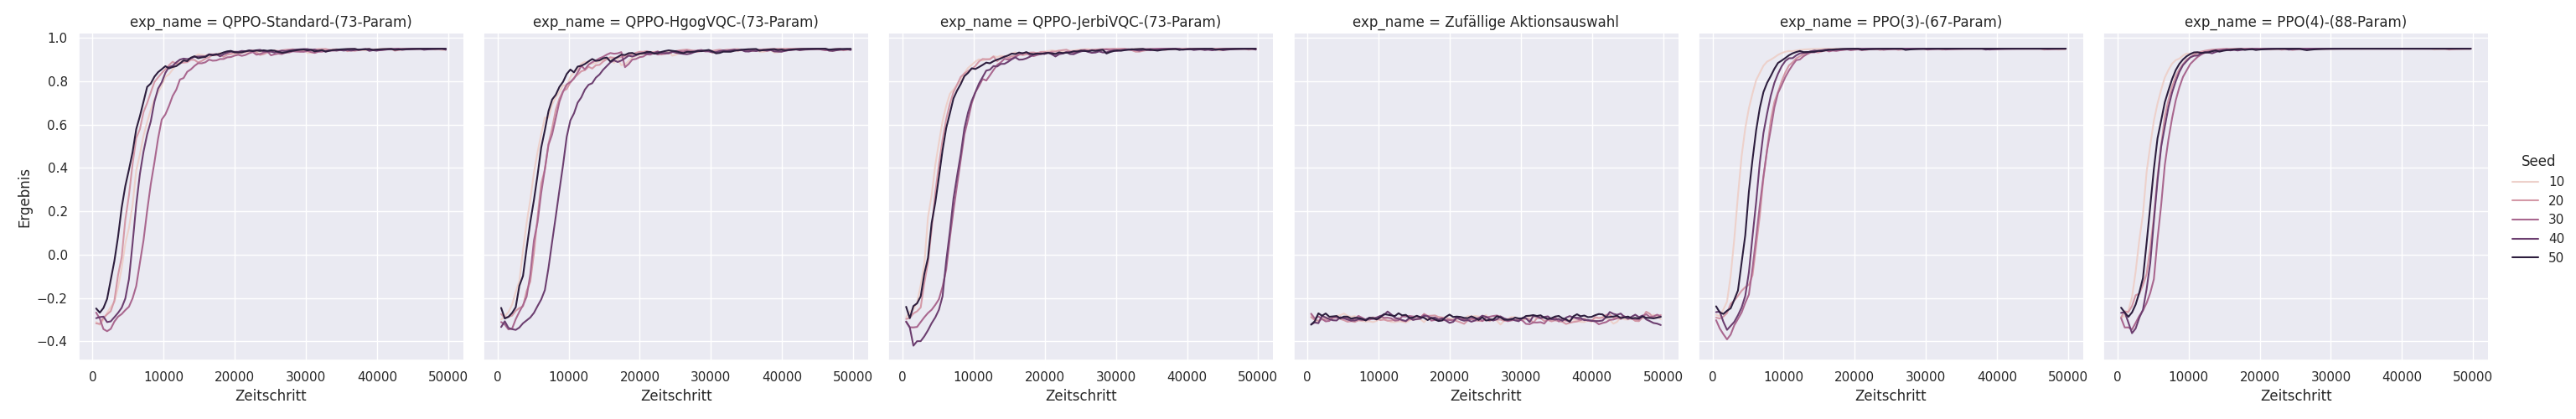 exp_name = QPPO-Standard-(73-Param)
exp_name = QPPO-HgogVQC-(73-Param)
exp_name = QPPO-JerbiVQC-(73-Param)
exp_name = Zufällige Aktionsauswahl
exp_name = PPO(3)-(67-Param)
exp_name = PPO(4)-(88-Param)
1.0
0.8
0.6
0.4
0.2
0.0
−0.2
−0.4
Ergebnis
0 10000 20000 30000 40000 50000
0 10000 20000 30000 40000 50000
0 10000 20000 30000 40000 50000
0 10000 20000 30000 40000 50000
0 10000 20000 30000 40000 50000
0 10000 20000 30000 40000 50000
Zeitschritt
Zeitschritt
Zeitschritt
Zeitschritt
Zeitschritt
Zeitschritt
Seed
10
20
30
40
50